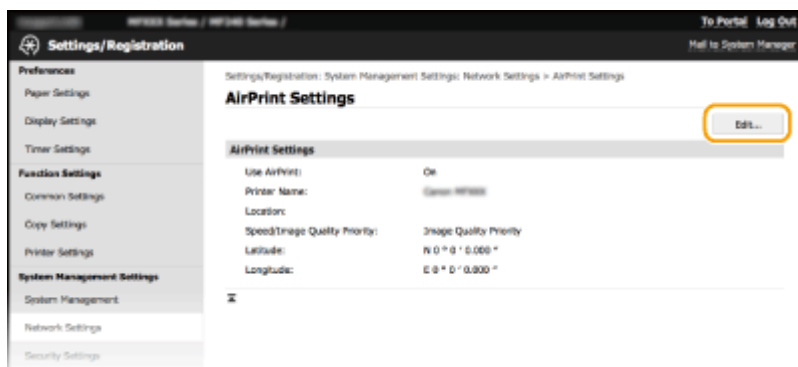 To Portal Log Out
Settings/Registration
Mail to System Manager
Preferences
Paper Settings
Display Settings
Timer Settings
Function Settings
Common Settings
Copy Settings
Printer Settings
System Management Settings
System Management
Network Settings
Security Settings
Settings/Registration: System Management Settings: Network Settings > AirPrint Settings
AirPrint Settings
Edit...
AirPrint Settings
Use AirPrint: On
Printer Name:
Location:
Speed/Image Quality Priority: Image Quality Priority
Latitude: N 0 ° 0 ' 0.000 "
Longitude: E 0 ° 0 ' 0.000 "